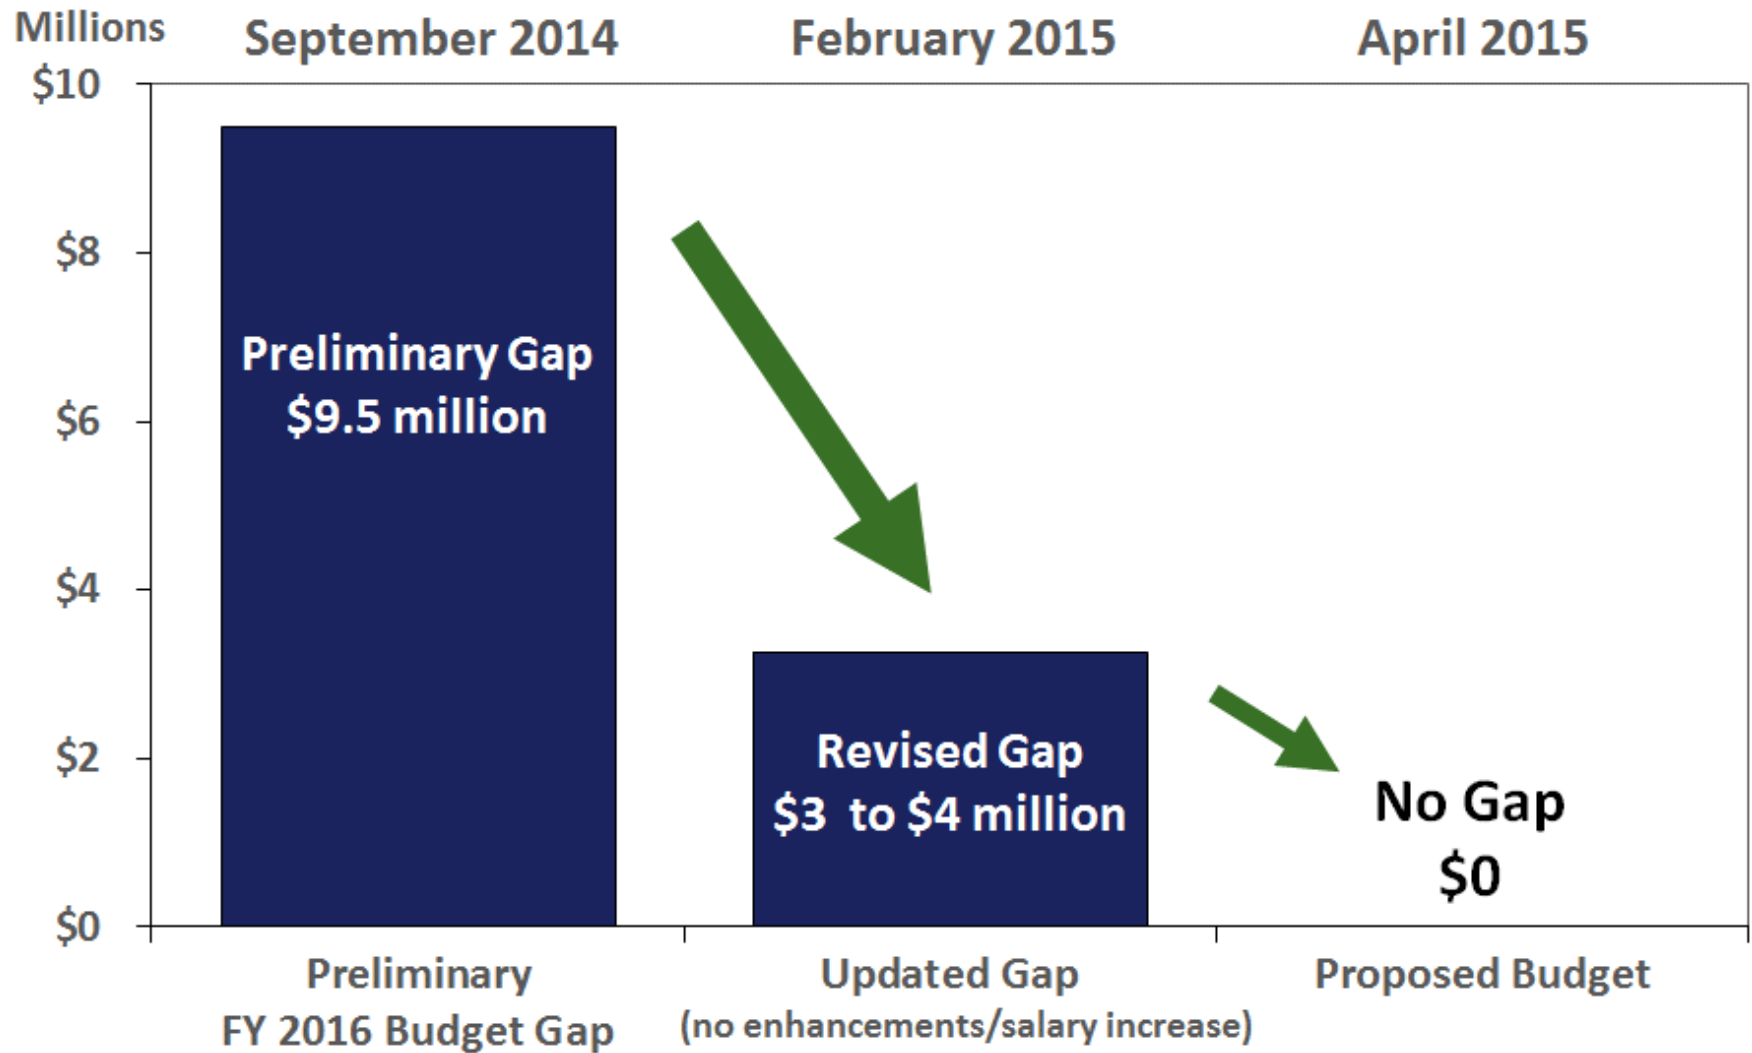 Millions
September 2014
February 2015
April 2015
$10
$8
$6
$4
$2
$0
Preliminary Gap
$9.5 million
Revised Gap
$3  to $4 million
No Gap
$0
Preliminary
FY 2016 Budget Gap
Updated Gap
(no enhancements/salary increase)
Proposed Budget